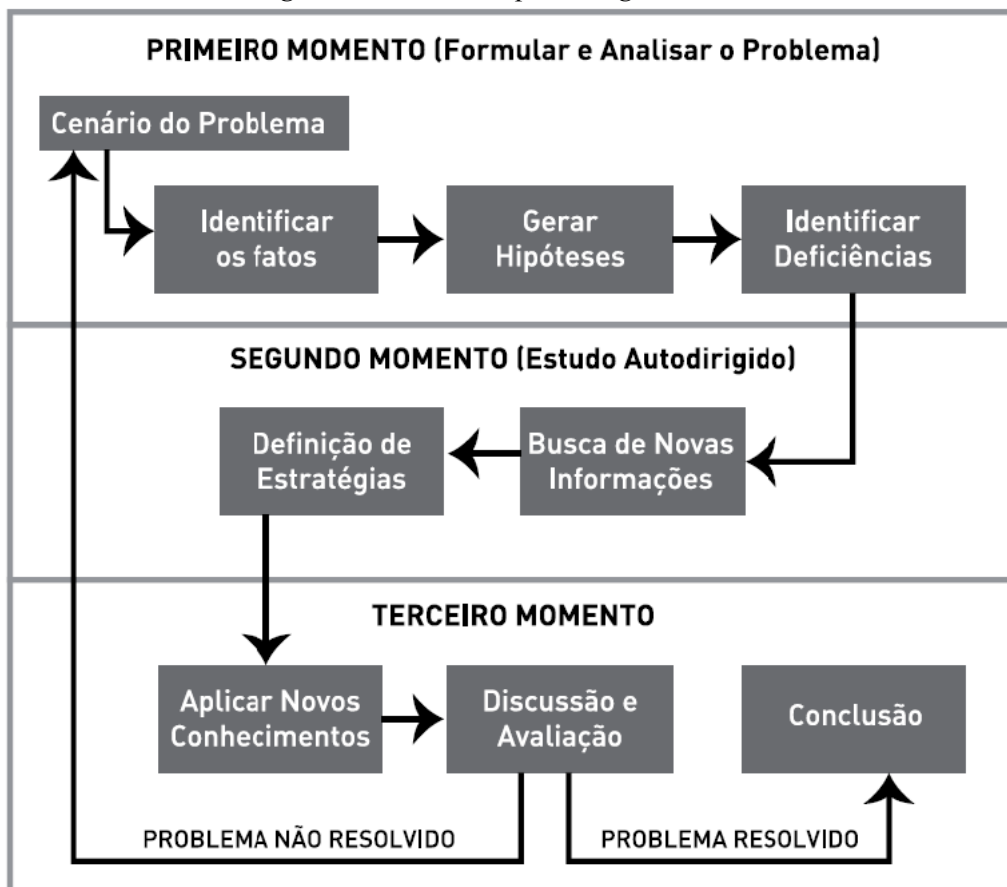 PRIMEIRO MOMENTO (Formular e Analisar o Problema)
Cenário do Problema
Identificar
os fatos
Gerar
Hipóteses
Identificar
Deficiências
SEGUNDO MOMENTO (Estudo Autodirigido)
Definição de
Estratégias
Busca de Novas
Informações
TERCEIRO MOMENTO
Aplicar Novos
Conhecimentos
Discussão e
Avaliação
Conclusão
PROBLEMA NÃO RESOLVIDO
PROBLEMA RESOLVIDO